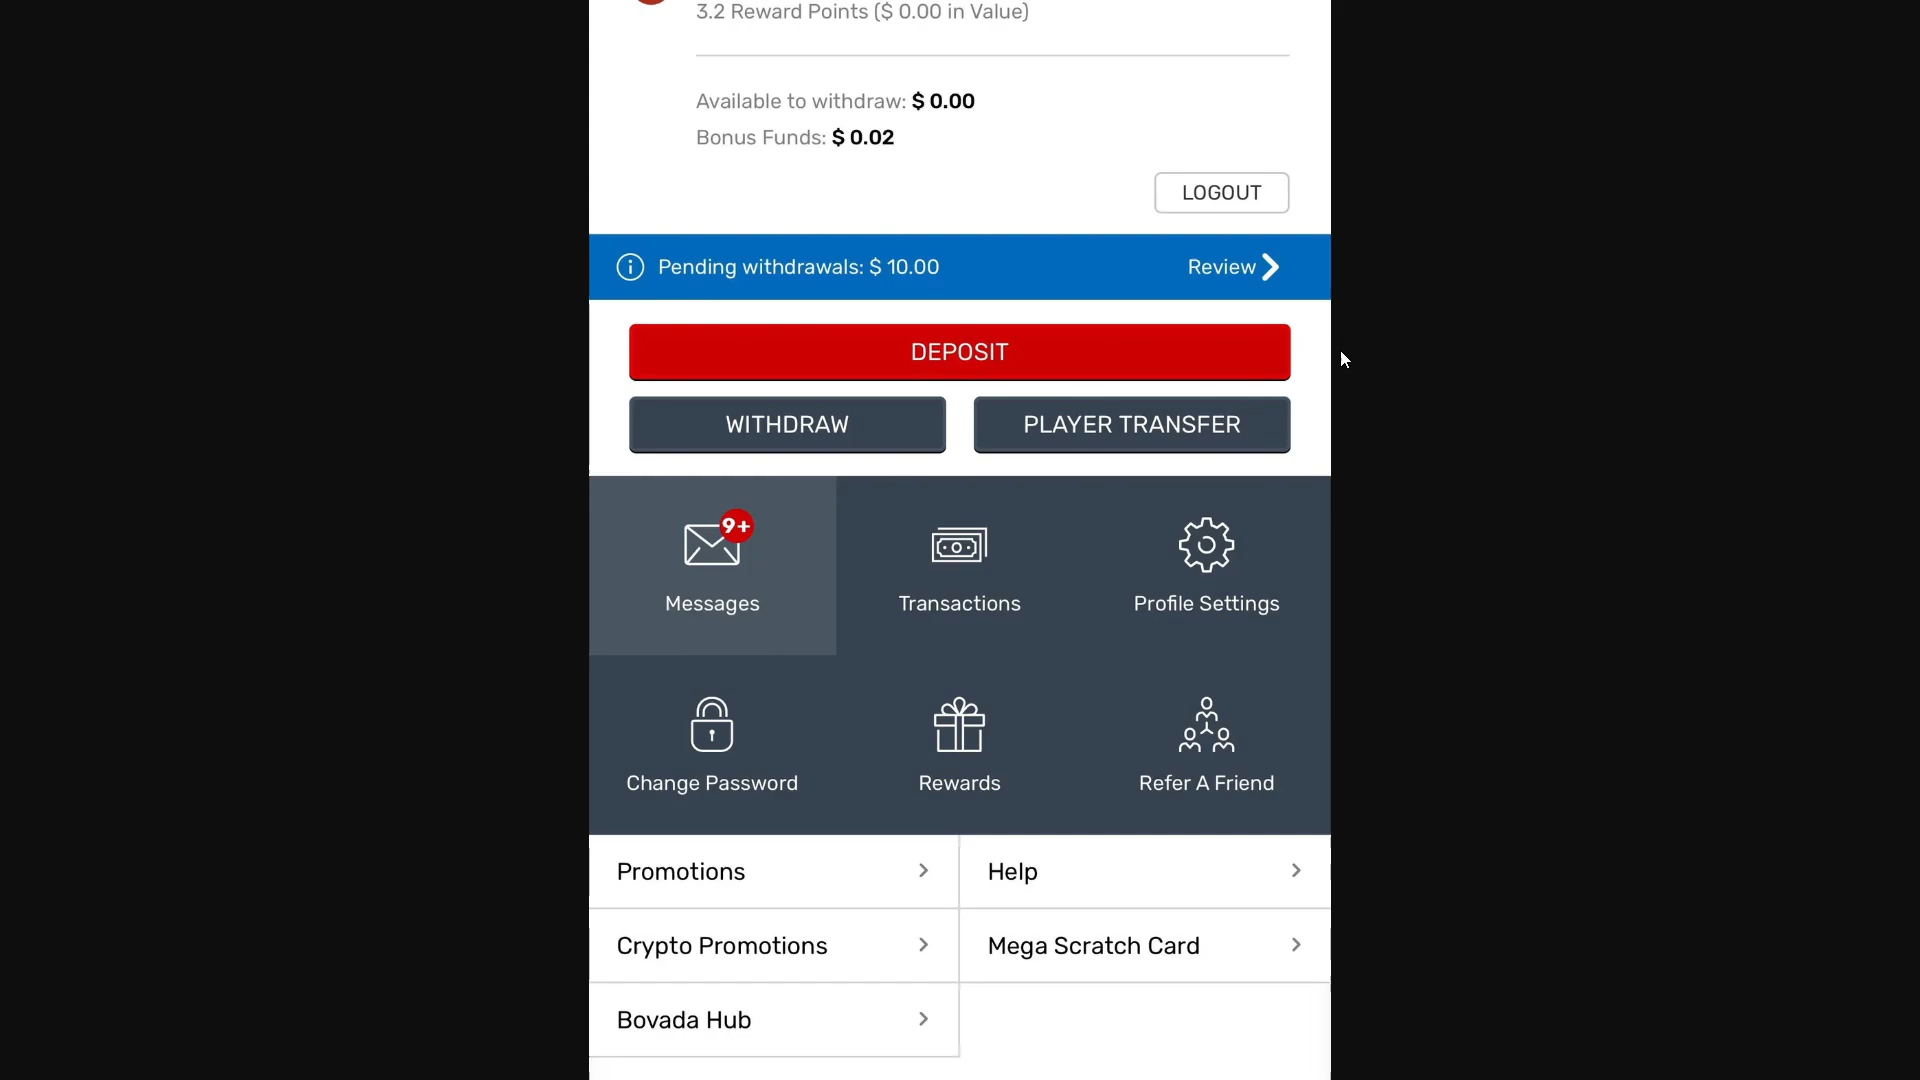 3.2 Reward Points ($ 0.00 in Value)
Available to withdraw: $ 0.00
Bonus Funds: $ 0.02
LOGOUT
Pending withdrawals: $ 10.00 Review
DEPOSIT
WITHDRAW PLAYER TRANSFER
9+
Messages Transactions Profile Settings
Change Password Rewards Refer A Friend
Promotions Help
Crypto Promotions Mega Scratch Card
Bovada Hub